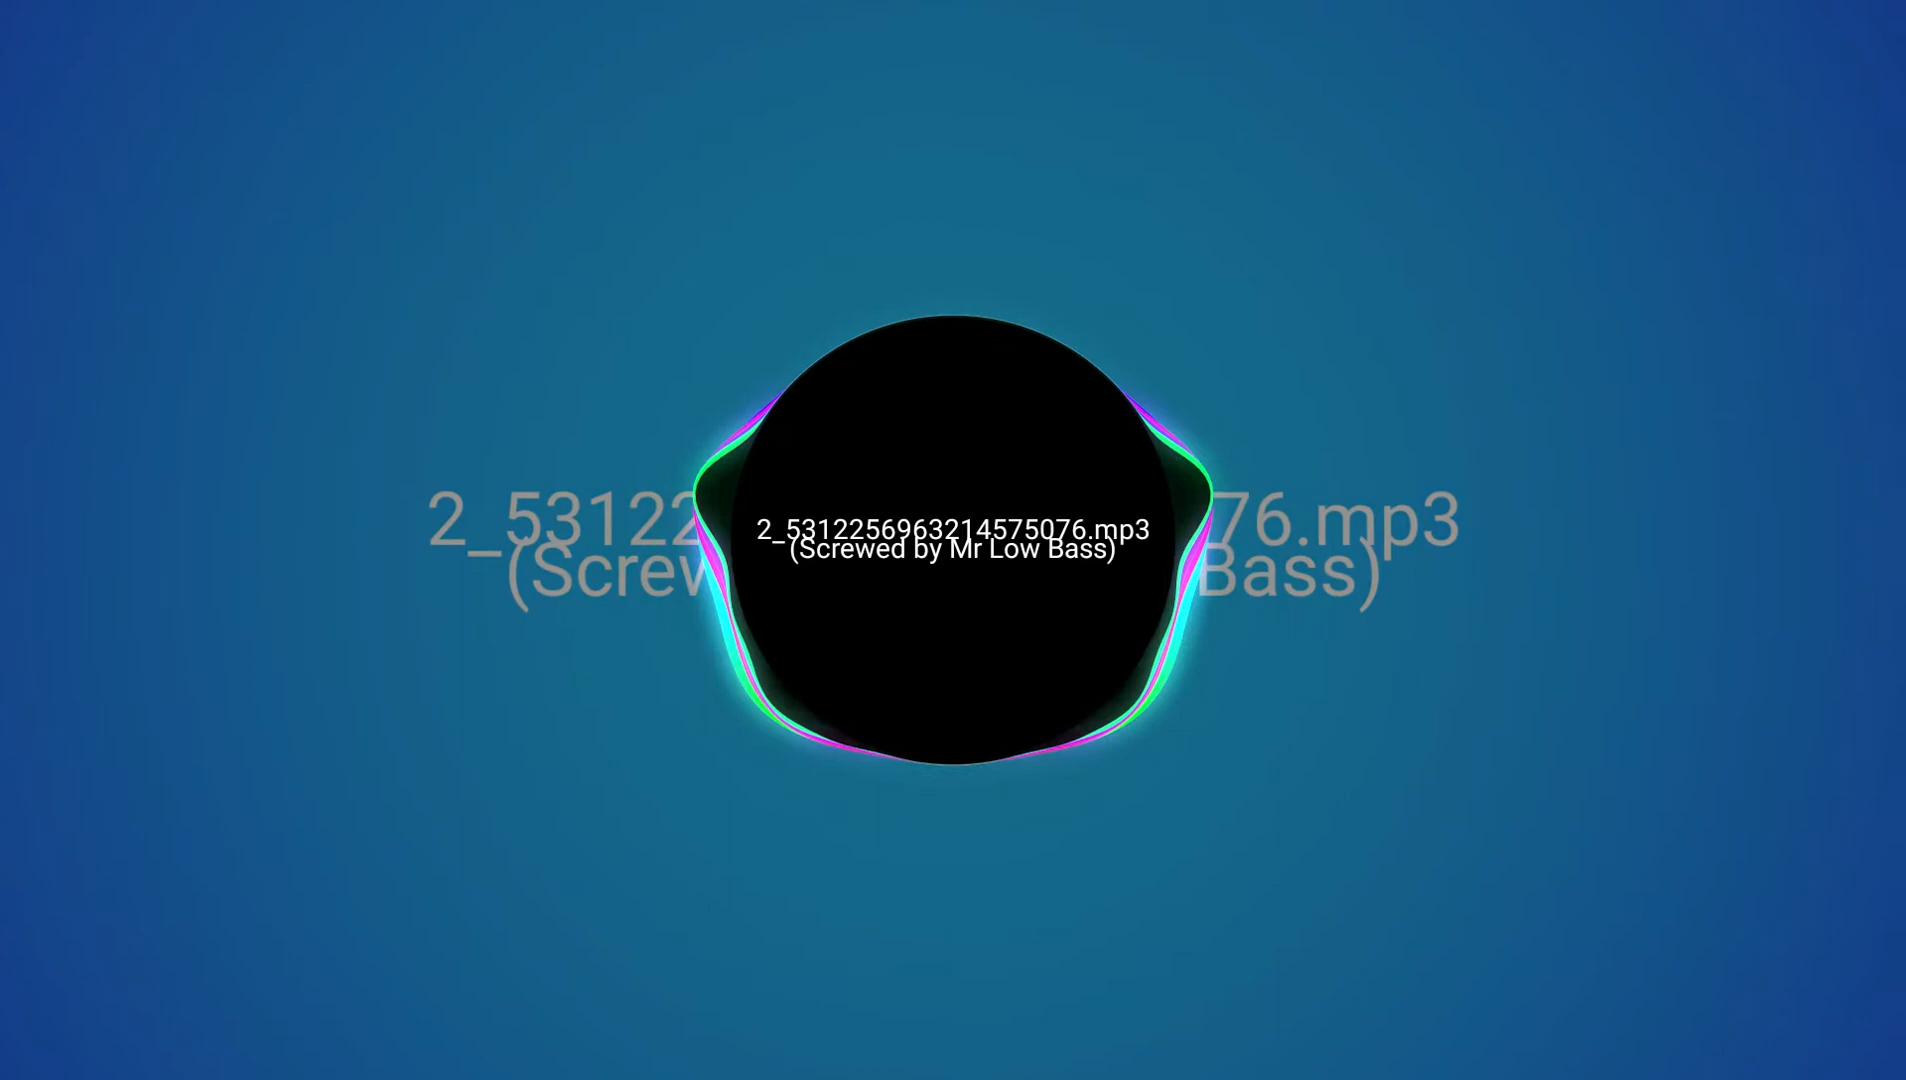 2_5312256963214575076.mp3
(Screwed by Mr Low Bass)
2_53122 76.mp3
(Screw Bass)